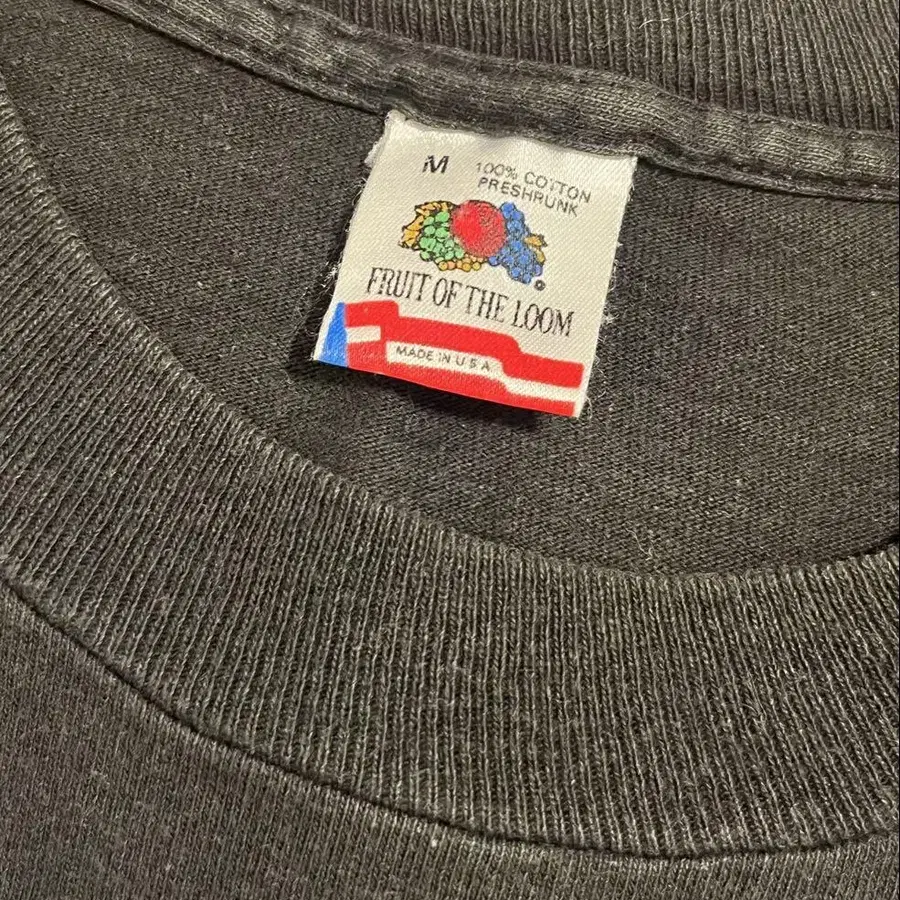 M
100% COTTON
PRESHRUNK
FRUIT OF THE LOOM
®
MADE IN U S A